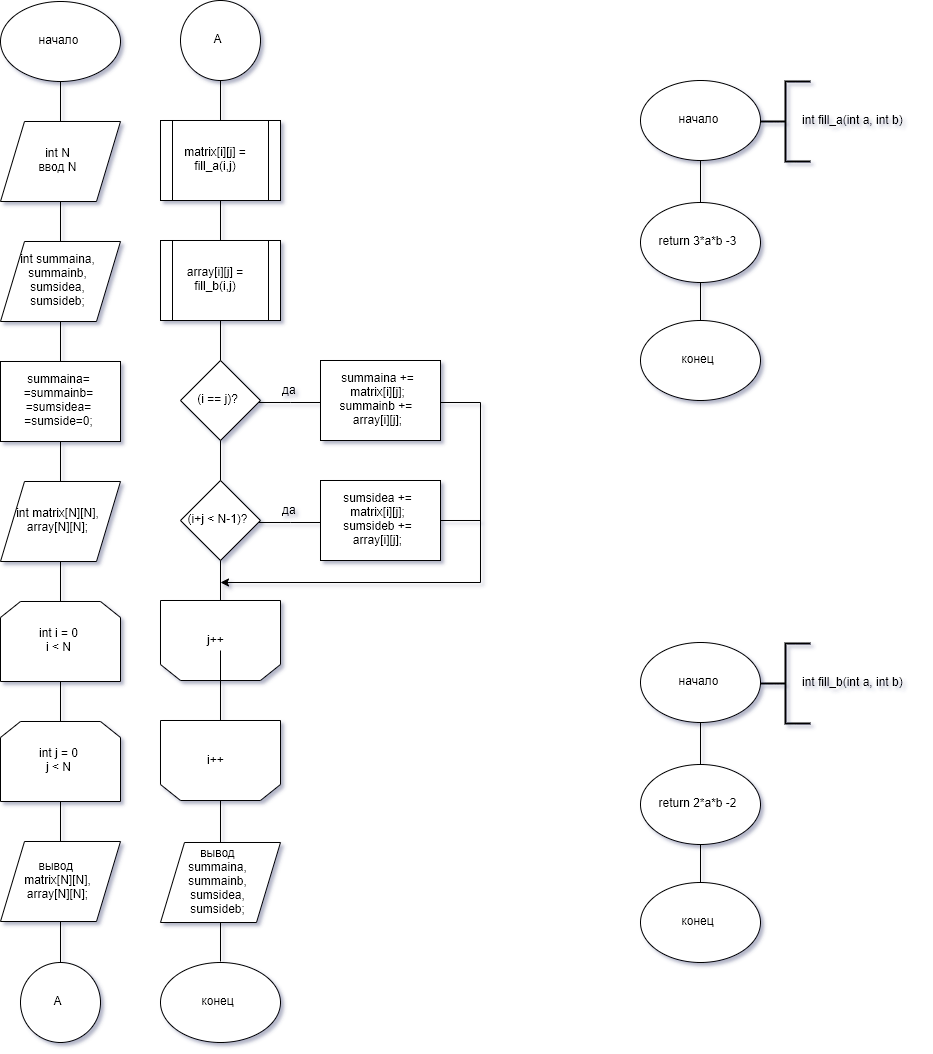 начало
int N
ввод N
int summaina,
summainb,
sumsidea,
sumsideb;
summaina=
=summainb=
=sumsidea=
=sumside=0;
int matrix[N][N],
array[N][N];
int i = 0
i < N
int j = 0
j < N
вывод
matrix[N][N],
array[N][N];
A
A
matrix[i][j] =
fill_a(i,j)
array[i][j] =
fill_b(i,j)
(i == j)?
да
summaina +=
matrix[i][j];
summainb +=
array[i][j];
(i+j < N-1)?
да
sumsidea +=
matrix[i][j];
sumsideb +=
array[i][j];
j++
i++
вывод
summaina,
summainb,
sumsidea,
sumsideb;
конец
начало
int fill_a(int a, int b)
return 3*a*b -3
конец
начало
int fill_b(int a, int b)
return 2*a*b -2
конец